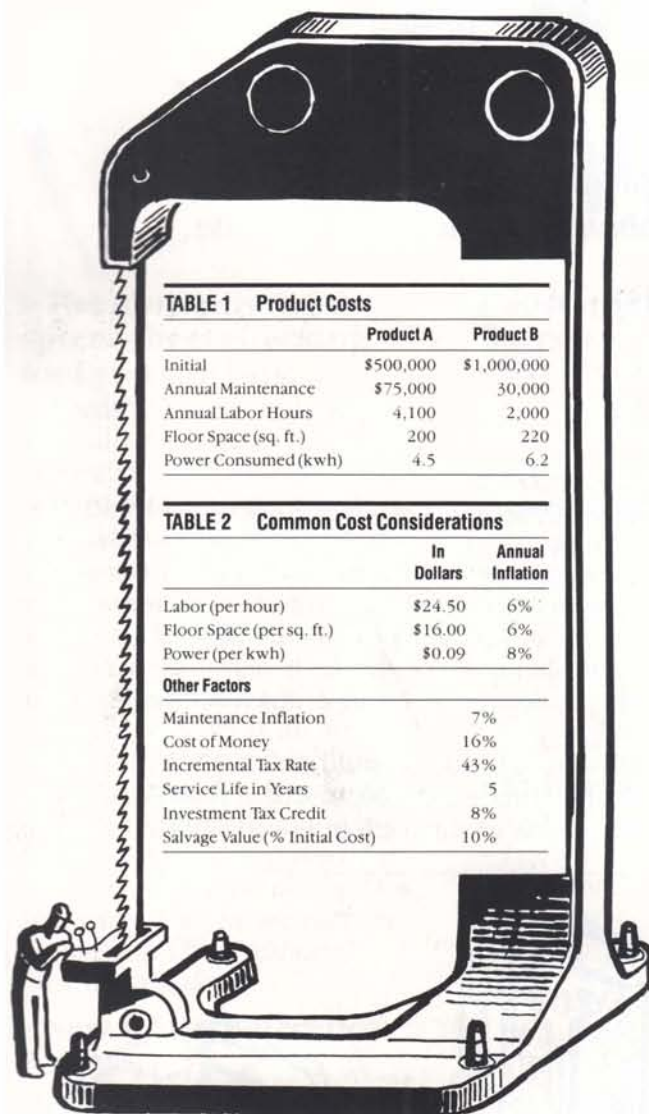 TABLE 1 Product Costs
Product A Product B
Initial $500,000 $1,000,000
Annual Maintenance $75,000 30,000
Annual Labor Hours 4,100 2,000
Floor Space (sq. ft.) 200 220
Power Consumed (kwh) 4.5 6.2
TABLE 2 Common Cost Considerations
In Annual
Dollars Inflation
Labor (per hour) $24.50 6%
Floor Space (per sq. ft.) $16.00 6%
Power (per kwh) $0.09 8%
Other Factors
Maintenance Inflation 7%
Cost of Money 16%
Incremental Tax Rate 43%
Service Life in Years 5
Investment Tax Credit 8%
Salvage Value (% Initial Cost) 10%